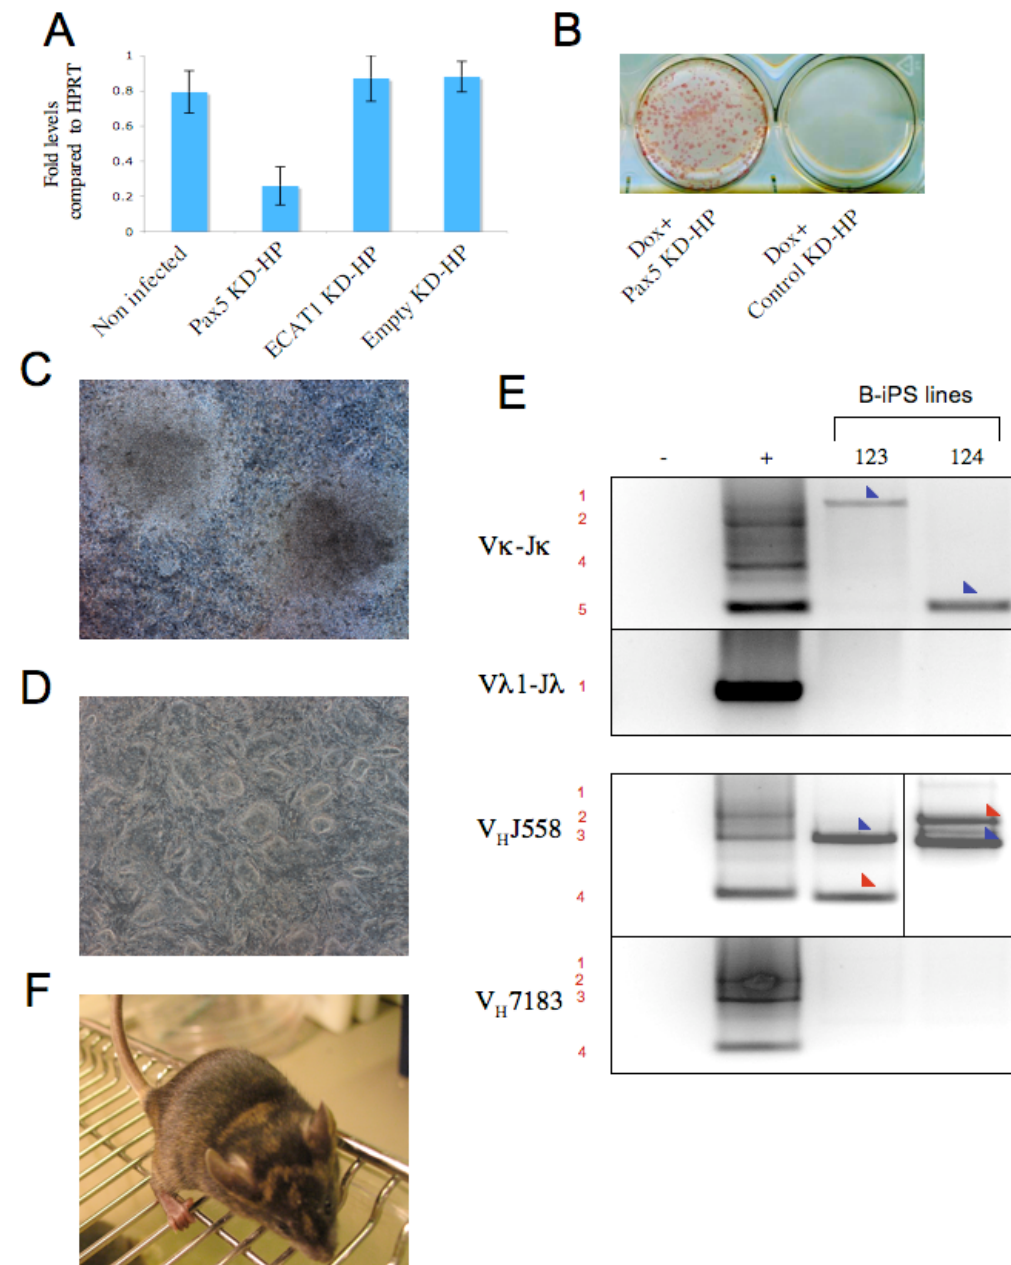 A
Fold levels
compared to HPRT
1
0.8
0.6
0.4
0.2
0
Non infected
Pax5 KD-HP
ECAT1 KD-HP
Empty KD-HP
B
Dox+
Pax5 KD-HP
Dox+
Control KD-HP
C
D
F
E
B-iPS lines
- + 123 124
Vκ-Jκ
1
2
4
5
Vλ1-Jλ 1
VHJ558
1
2
3
4
VH7183
1
2
3
4